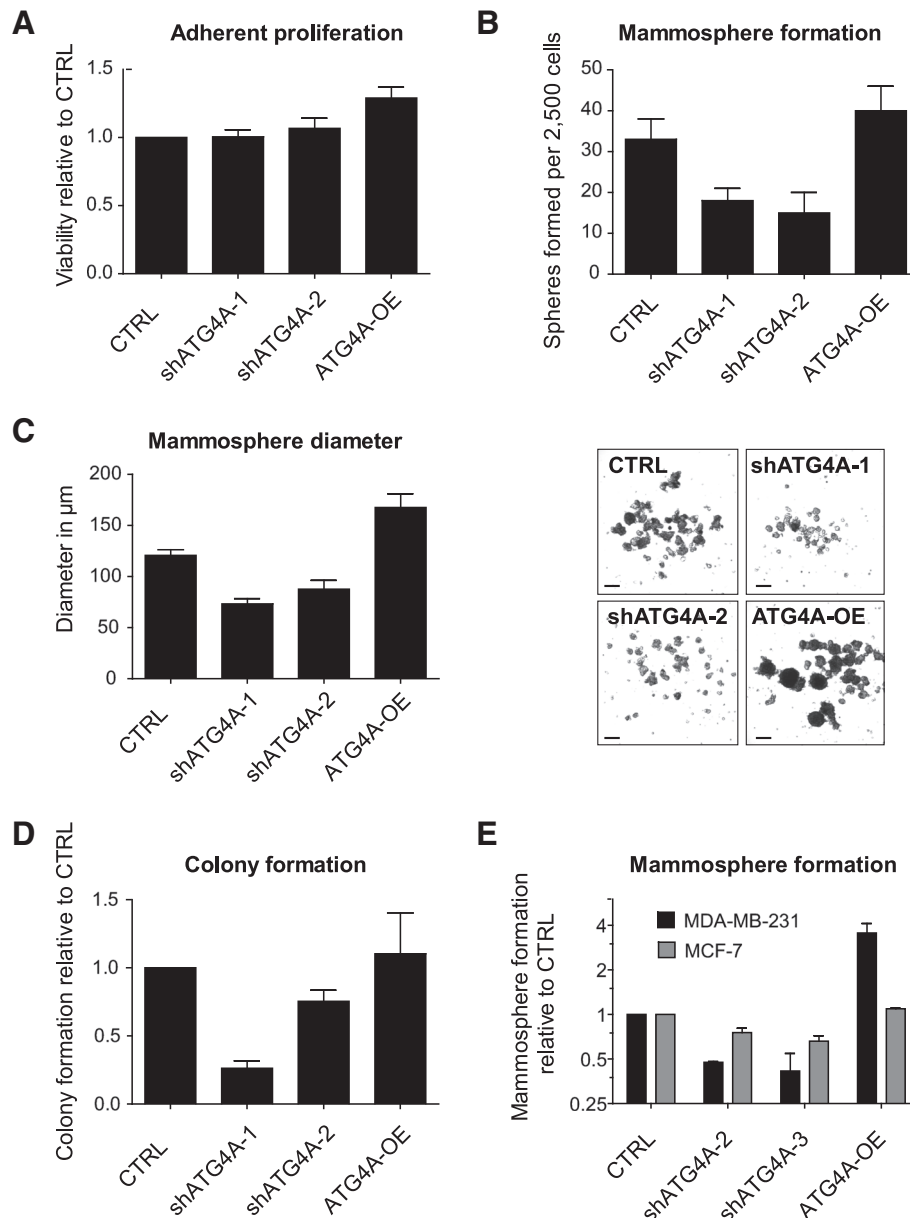 A
Adherent proliferation
Viability relative to CTRL
1.5
1.0
0.5
0.0
CTRL
shATG4A-1
shATG4A-2
ATG4A-OE
B
Mammosphere formation
Spheres formed per 2,500 cells
50
40
30
20
10
0
CTRL
shATG4A-1
shATG4A-2
ATG4A-OE
C
Mammosphere diameter
Diameter in µm
200
150
100
50
0
CTRL
shATG4A-1
shATG4A-2
ATG4A-OE
CTRL
shATG4A-1
shATG4A-2
ATG4A-OE
D
Colony formation
Colony formation relative to CTRL
1.5
1.0
0.5
0.0
CTRL
shATG4A-1
shATG4A-2
ATG4A-OE
E
Mammosphere formation
Mammosphere formation
relative to CTRL
4
2
1
0.5
0.25
MDA-MB-231
MCF-7
CTRL
shATG4A-2
shATG4A-3
ATG4A-OE